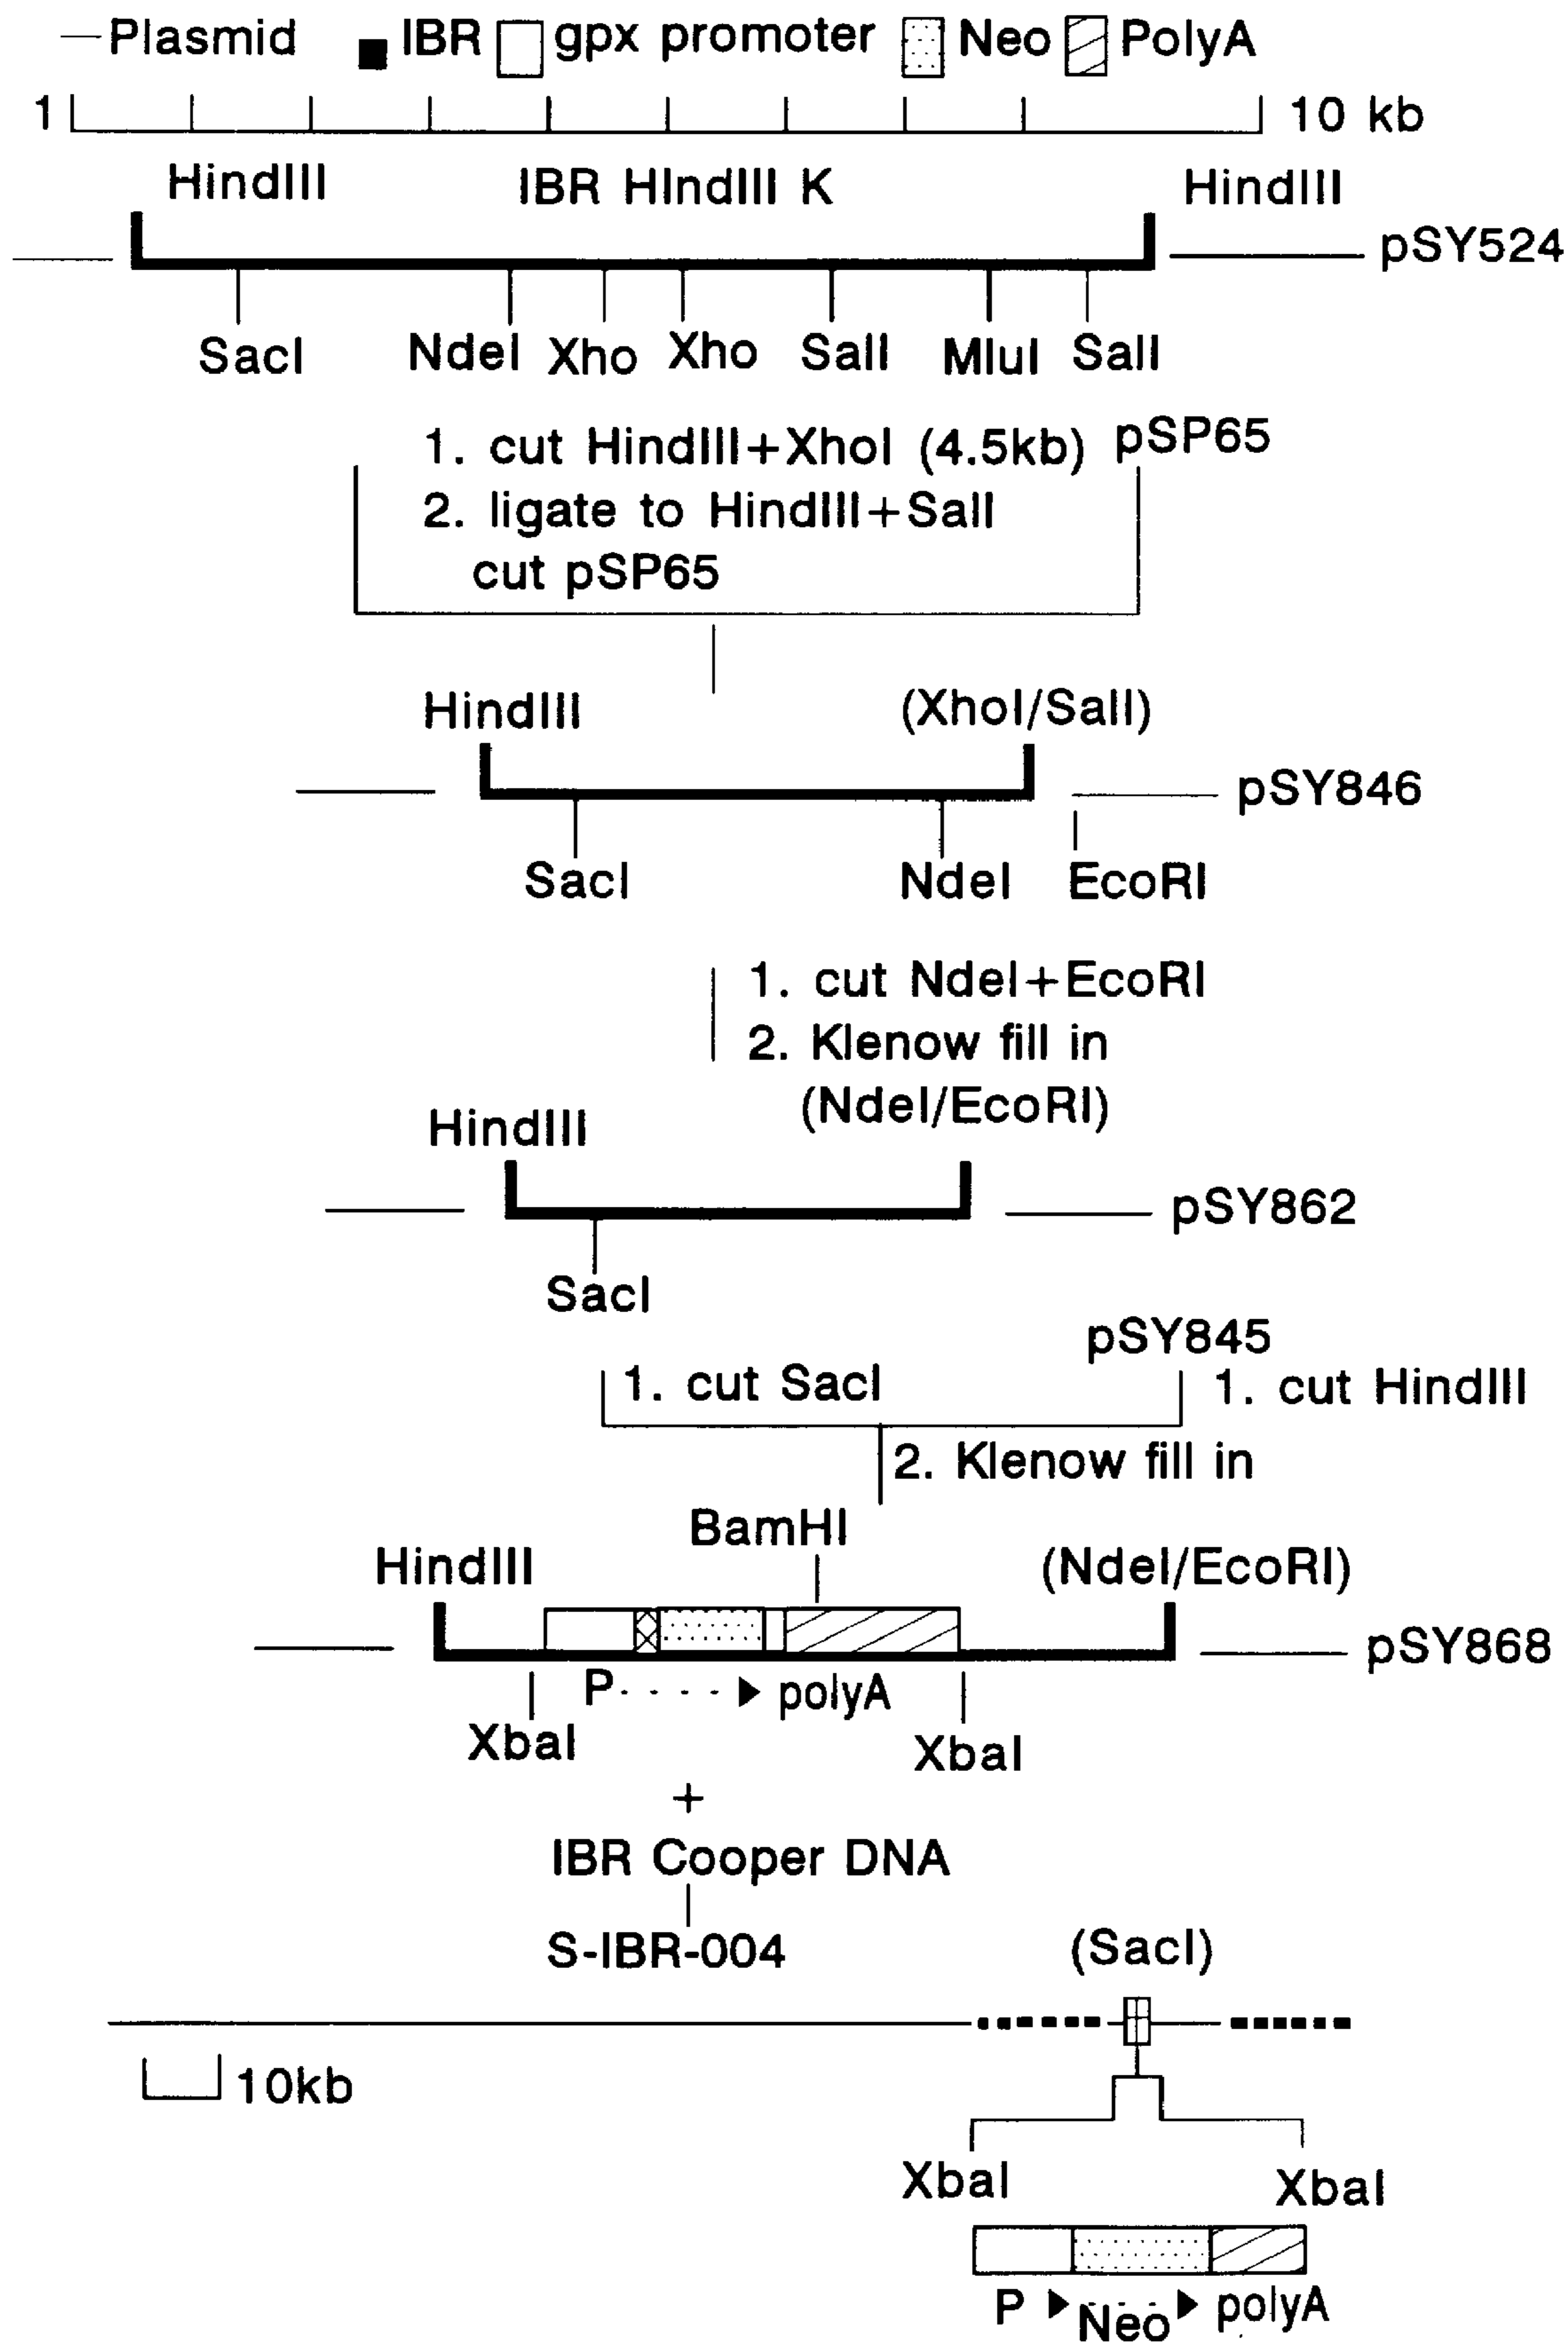 Plasmid IBR gpx promoter Neo PolyA
1 10 kb
HindIII IBR HIndIII K HindIII
pSY524
SacI NdeI Xho Xho SalI MluI SalI
1. cut HindIII+XhoI (4.5kb) pSP65
2. ligate to HindIII+SalI
cut pSP65
HindIII (XhoI/SalI)
pSY846
SacI NdeI EcoRI
1. cut NdeI+EcoRI
2. Klenow fill in
(NdeI/EcoRI)
HindIII
pSY862
SacI
pSY845
1. cut SacI 1. cut HindIII
2. Klenow fill in
BamHI
HindIII (NdeI/EcoRI)
pSY868
P polyA
XbaI XbaI
+
IBR Cooper DNA
S-IBR-004 (SacI)
10kb
XbaI XbaI
P Neo polyA